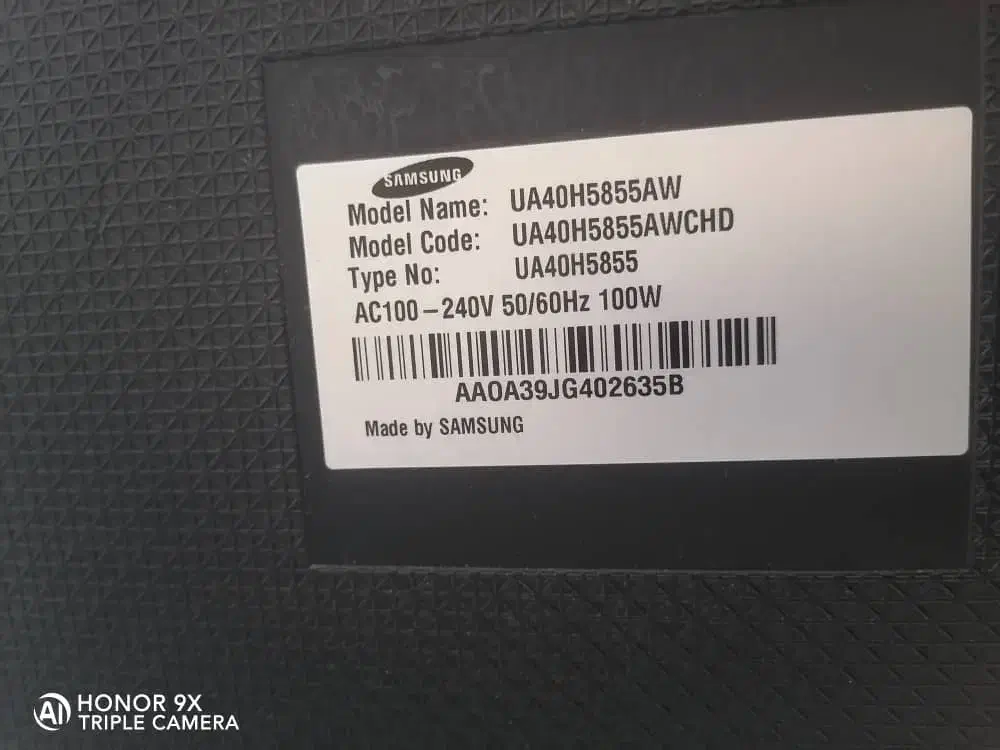 SAMSUNG
Model Name: UA40H5855AW
Model Code: UA40H5855AWCHD
Type No: UA40H5855
AC100-240V 50/60Hz 100W
AA0A39JG402635B
Made by SAMSUNG
AI HONOR 9X
TRIPLE CAMERA